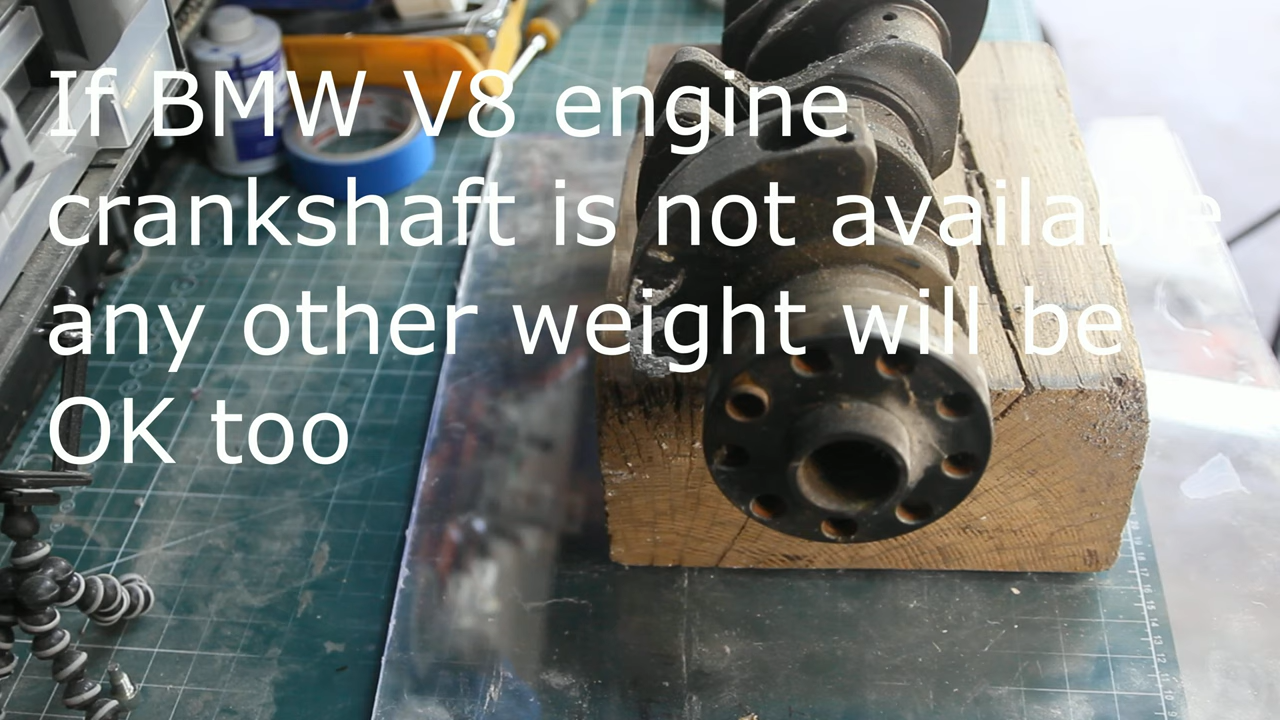 If BMW V8 engine
crankshaft is not available
any other weight will be
OK too